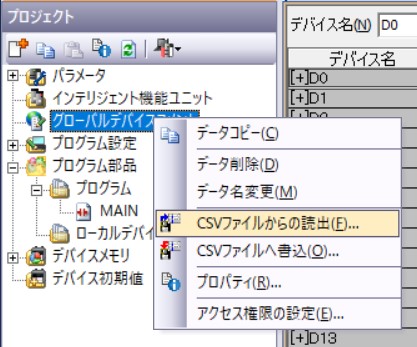 プロジェクト
デバイス名(N) D0
デバイス名
パラメータ
インテリジェント機能ユニット
グローバルデバイスコメント
プログラム設定
プログラム部品
プログラム
MAIN
ローカルデバイ
デバイスメモリ
デバイス初期値
データコピー(C)
データ削除(D)
データ名変更(M)
CSVファイルからの読出(F)...
CSVファイルへ書込(O)...
プロパティ(R)...
アクセス権限の設定(E)...
[+]D0
[+]D1
[+]D13